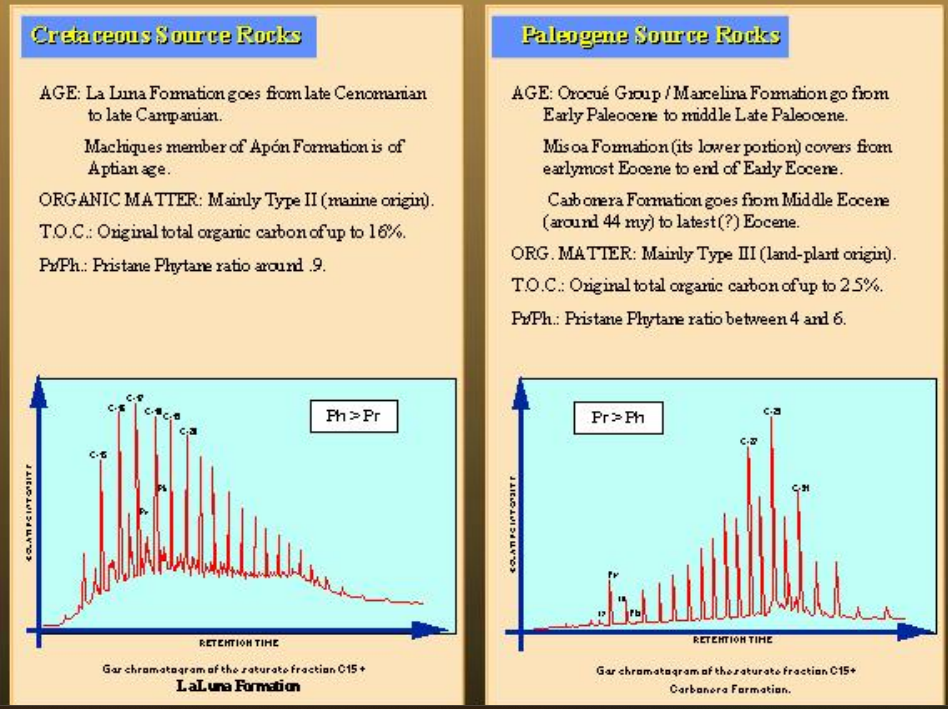 Cretaceous Source Rocks
AGE: La Luna Formation goes from late Cenomanian
to late Campanian.
Machiques member of Apón Formation is of
Aptian age.
ORGANIC MATTER: Mainly Type II (marine origin).
T.O.C.: Original total organic carbon of up to 16%.
Pr/Ph.: Pristane Phytane ratio around .9.
C-15
C-16
C-17
C-18
C-19
C-20
Ph
Pr
Ph > Pr
RELATIVE INTENSITY
RETENTION TIME
Gas chromatogram of the saturate fraction C15+
La Luna Formation
Paleogene Source Rocks
AGE: Orocué Group / Marcelina Formation go from
Early Paleocene to middle Late Paleocene.
Misoa Formation (its lower portion) covers from
earlymost Eocene to end of Early Eocene.
Carbonera Formation goes from Middle Eocene
(around 44 my) to latest (?) Eocene.
ORG. MATTER: Mainly Type III (land-plant origin).
T.O.C.: Original total organic carbon of up to 2.5%.
Pr/Ph.: Pristane Phytane ratio between 4 and 6.
Pr > Ph
C-29
C-27
C-31
Pr
17
18
Ph
RELATIVE INTENSITY
RETENTION TIME
Gas chromatogram of the saturate fraction C15+
Carbonera Formation.